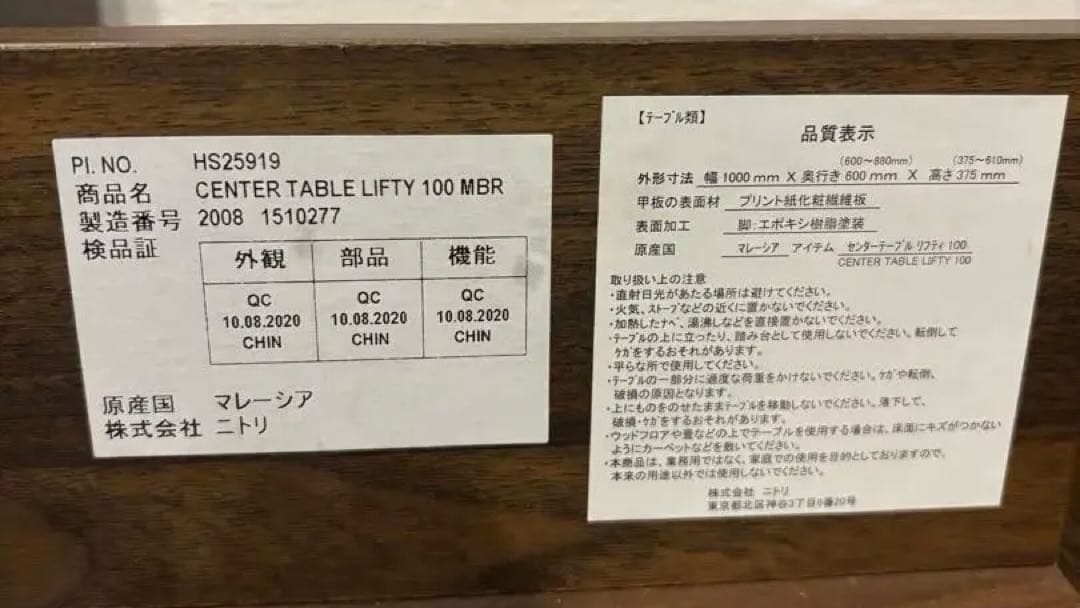 PI. NO. HS25919
商品名 CENTER TABLE LIFTY 100 MBR
製造番号 2008 1510277
検品証
外観 部品 機能
QC QC QC
10.08.2020 10.08.2020 10.08.2020
CHIN CHIN CHIN
原産国 マレーシア
株式会社 ニトリ
【テーブル類】
品質表示
(600~880mm) (375~610mm)
外形寸法 幅 1000 mm X 奥行き 600 mm X 高さ 375 mm
甲板の表面材 プリント紙化粧繊維板
表面加工 脚:エポキシ樹脂塗装
原産国 マレーシア アイテム センターテーブル リフティ 100
CENTER TABLE LIFTY 100
取り扱い上の注意
・直射日光があたる場所は避けてください。
・火気、ストーブなどの近くに置かないでください。
・加熱したナベ、湯沸しなどを直接置かないでください。
・テーブルの上に立ったり、踏み台として使用しないでください。転倒して
ケガをするおそれがあります。
・平らな所で使用してください。
・テーブルの一部分に過度な荷重をかけないでください。ケガや転倒、
破損の原因となります。
・上にものをのせたままテーブルを移動しないでください。落下して、
破損・ケガをするおそれがあります。
・ウッドフロアや畳などの上でテーブルを使用する場合は、床面にキズがつかない
ようにカーペットなどを敷いてください。
・本商品は、業務用ではなく、家庭での使用を目的としておりますので、
本来の用途以外では使用しないでください。
株式会社 ニトリ
東京都北区神谷3丁目6番20号